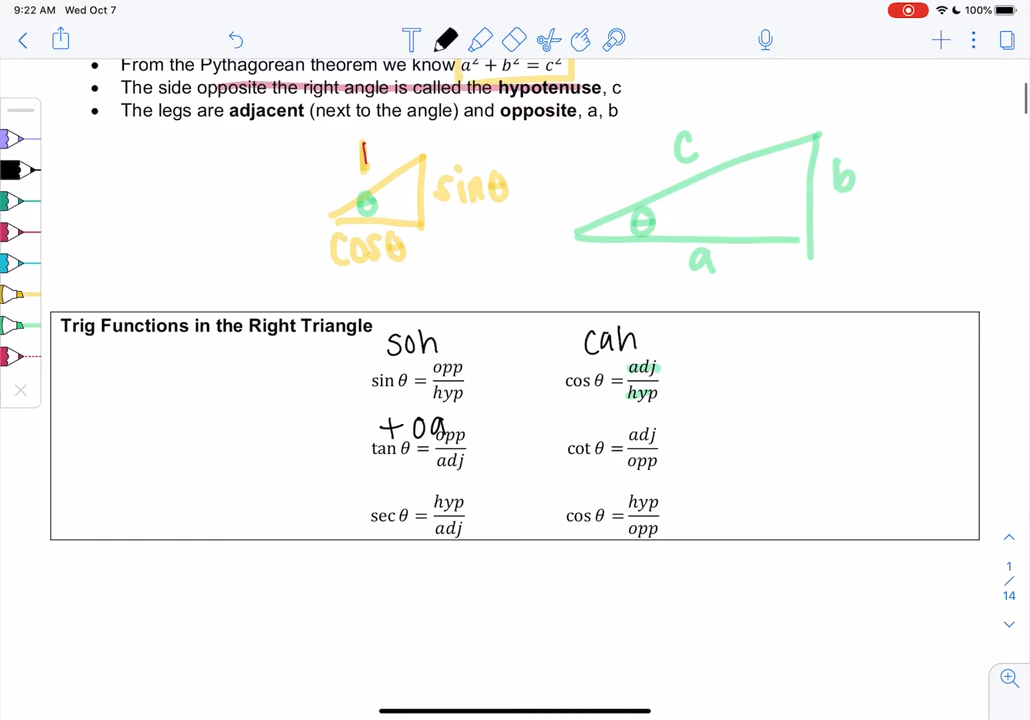 9:22 AM Wed Oct 7 100%
• From the Pythagorean theorem we know a² + b² = c²
• The side opposite the right angle is called the hypotenuse, c
• The legs are adjacent (next to the angle) and opposite, a, b
1 sinθ θ cosθ
c b θ a
Trig Functions in the Right Triangle
soh cah
sin θ = opp/hyp cos θ = adj/hyp
toa
tan θ = opp/adj cot θ = adj/opp
sec θ = hyp/adj cos θ = hyp/opp
1
/
14